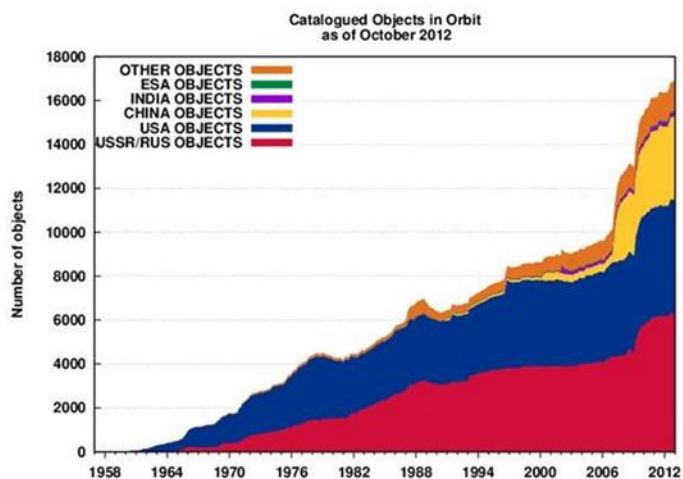 Catalogued Objects in Orbit
as of October 2012
18000
16000
14000
12000
10000
8000
6000
4000
2000
0
Number of objects
OTHER OBJECTS
ESA OBJECTS
INDIA OBJECTS
CHINA OBJECTS
USA OBJECTS
USSR/RUS OBJECTS
1958 1964 1970 1976 1982 1988 1994 2000 2006 2012